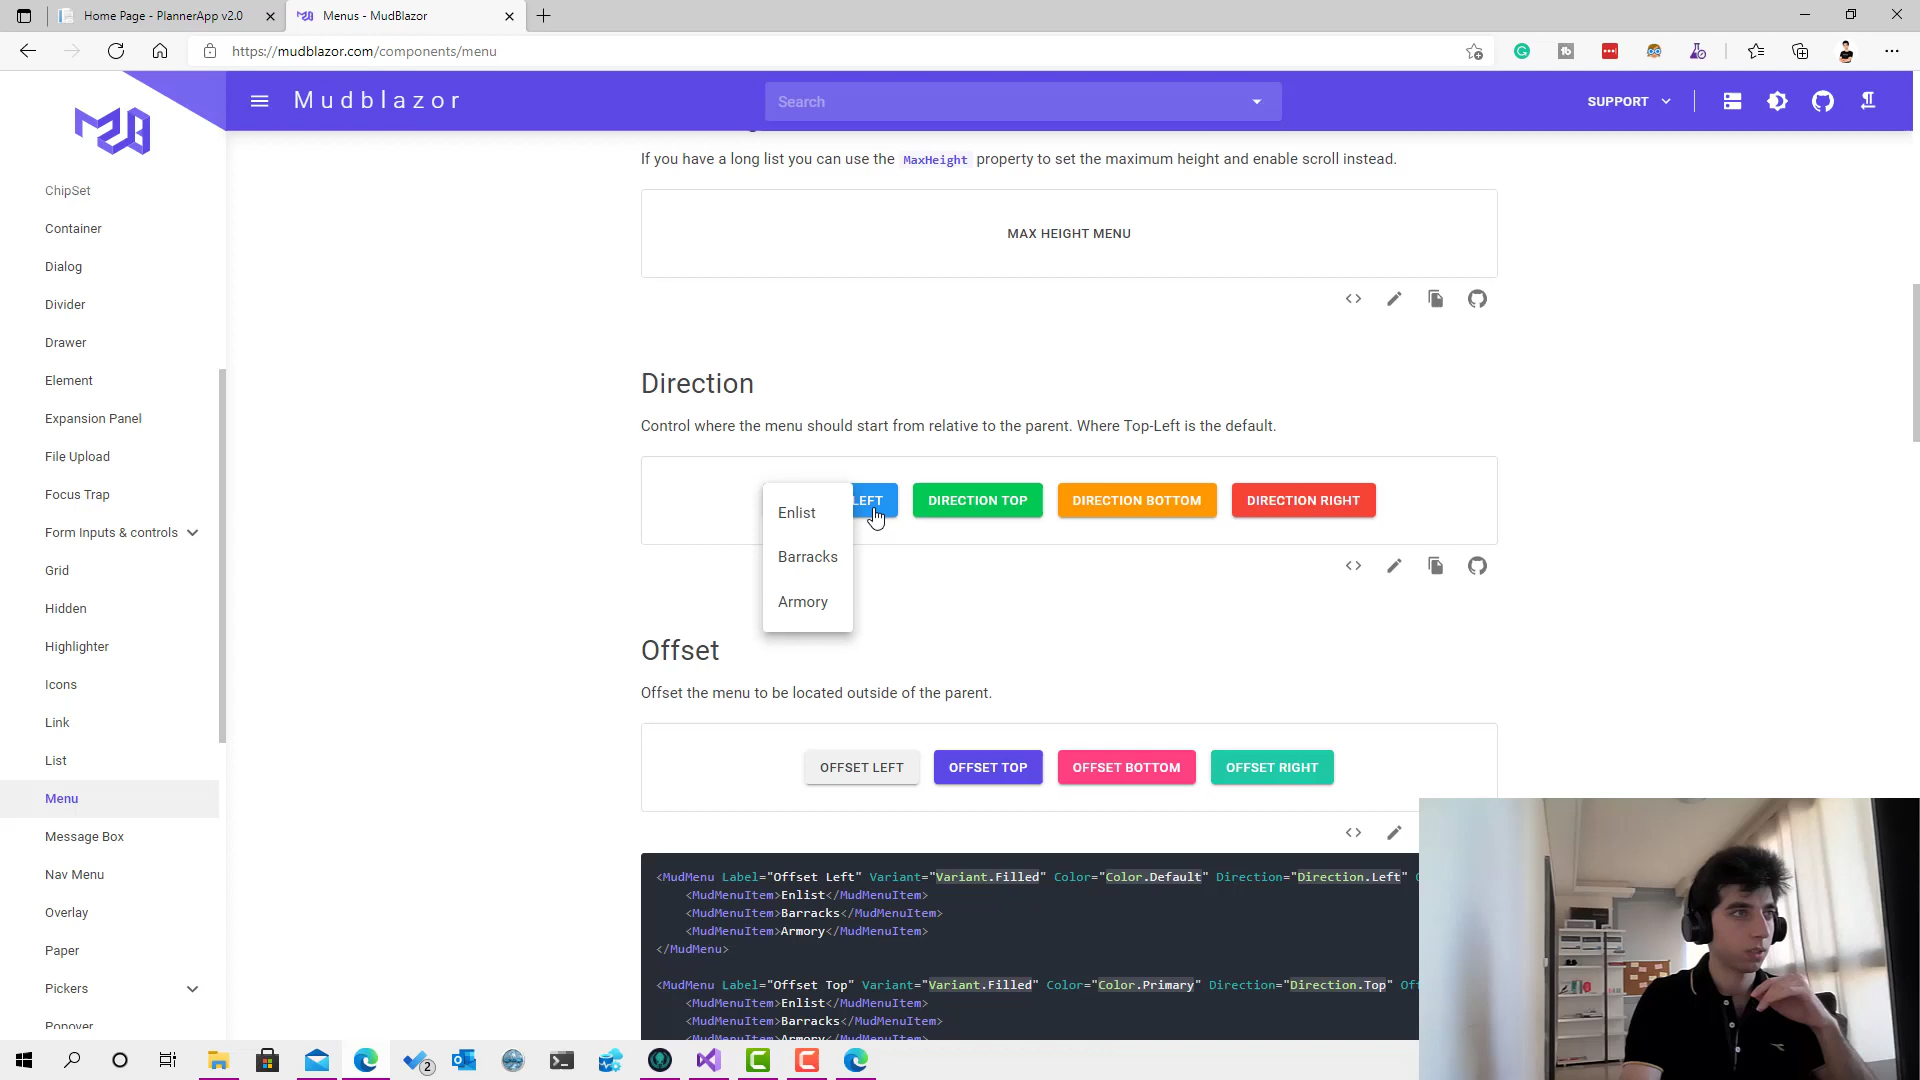 Home Page - PlannerApp v2.0
Menus - MudBlazor
https://mudblazor.com/components/menu
Mudblazor
Search
SUPPORT
ChipSet
Container
Dialog
Divider
Drawer
Element
Expansion Panel
File Upload
Focus Trap
Form Inputs & controls
Grid
Hidden
Highlighter
Icons
Link
List
Menu
Message Box
Nav Menu
Overlay
Paper
Pickers
Popover
If you have a long list you can use the MaxHeight property to set the maximum height and enable scroll instead.
MAX HEIGHT MENU
Direction
Control where the menu should start from relative to the parent. Where Top-Left is the default.
LEFT
DIRECTION TOP
DIRECTION BOTTOM
DIRECTION RIGHT
Enlist
Barracks
Armory
Offset
Offset the menu to be located outside of the parent.
OFFSET LEFT
OFFSET TOP
OFFSET BOTTOM
OFFSET RIGHT
<MudMenu Label="Offset Left" Variant="Variant.Filled" Color="Color.Default" Direction="Direction.Left"
<MudMenuItem>Enlist</MudMenuItem>
<MudMenuItem>Barracks</MudMenuItem>
<MudMenuItem>Armory</MudMenuItem>
</MudMenu>
<MudMenu Label="Offset Top" Variant="Variant.Filled" Color="Color.Primary" Direction="Direction.Top"
<MudMenuItem>Enlist</MudMenuItem>
<MudMenuItem>Barracks</MudMenuItem>
<MudMenuItem>Armory</MudMenuItem>
2